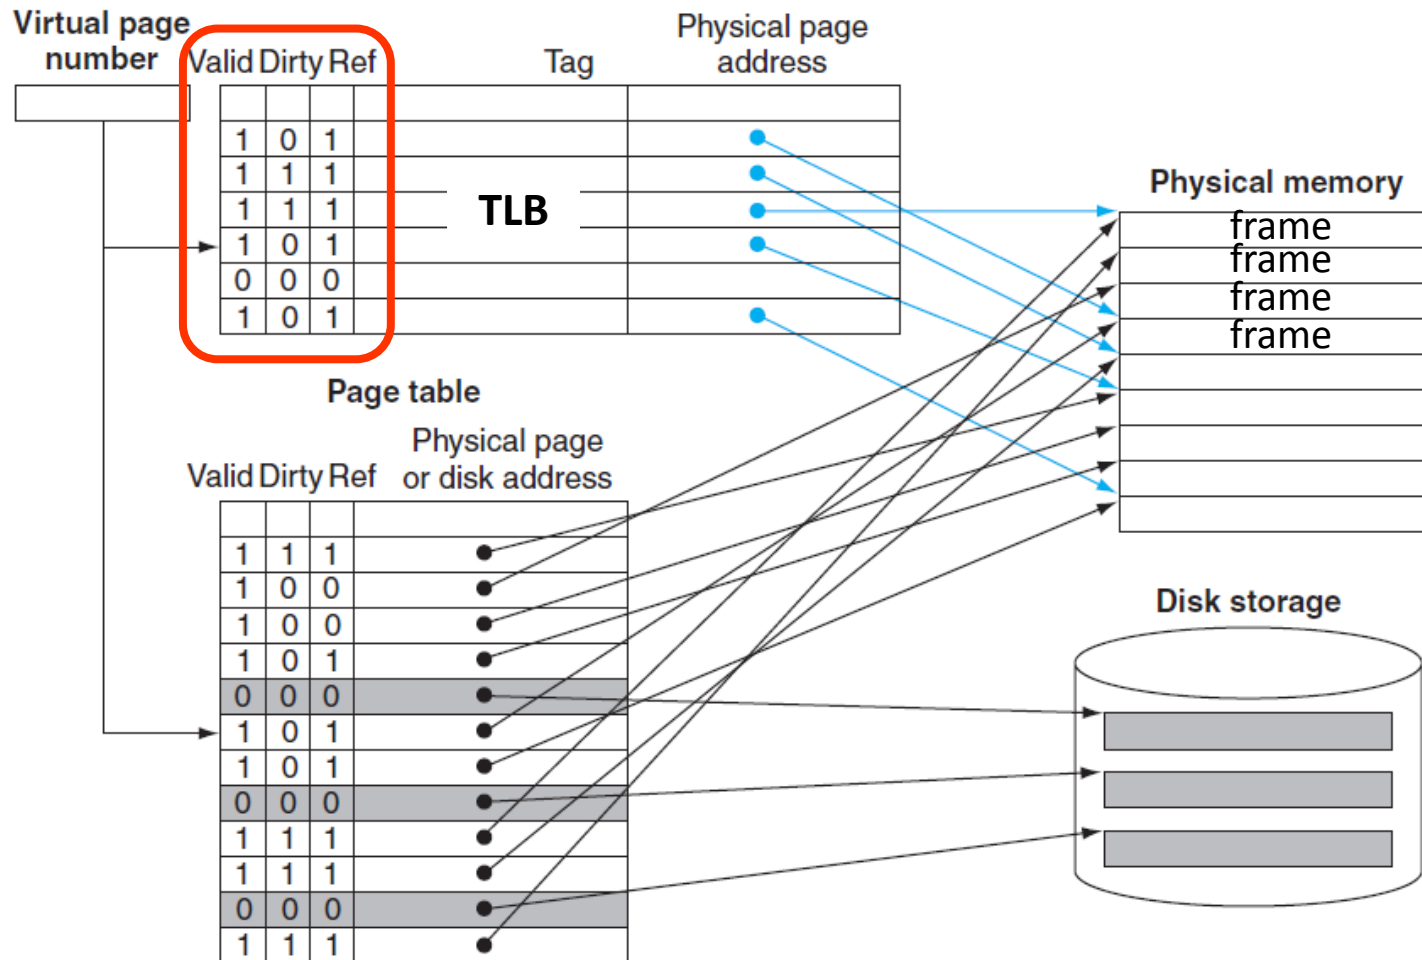 Virtual page
number
Valid Dirty Ref
Tag
Physical page
address
1 0 1
1 1 1
1 1 1
1 0 1
0 0 0
1 0 1
TLB
Physical memory
frame
frame
frame
frame
Page table
Valid Dirty Ref
Physical page
or disk address
1 1 1
1 0 0
1 0 0
1 0 1
0 0 0
1 0 1
1 0 1
0 0 0
1 1 1
1 1 1
0 0 0
1 1 1
Disk storage